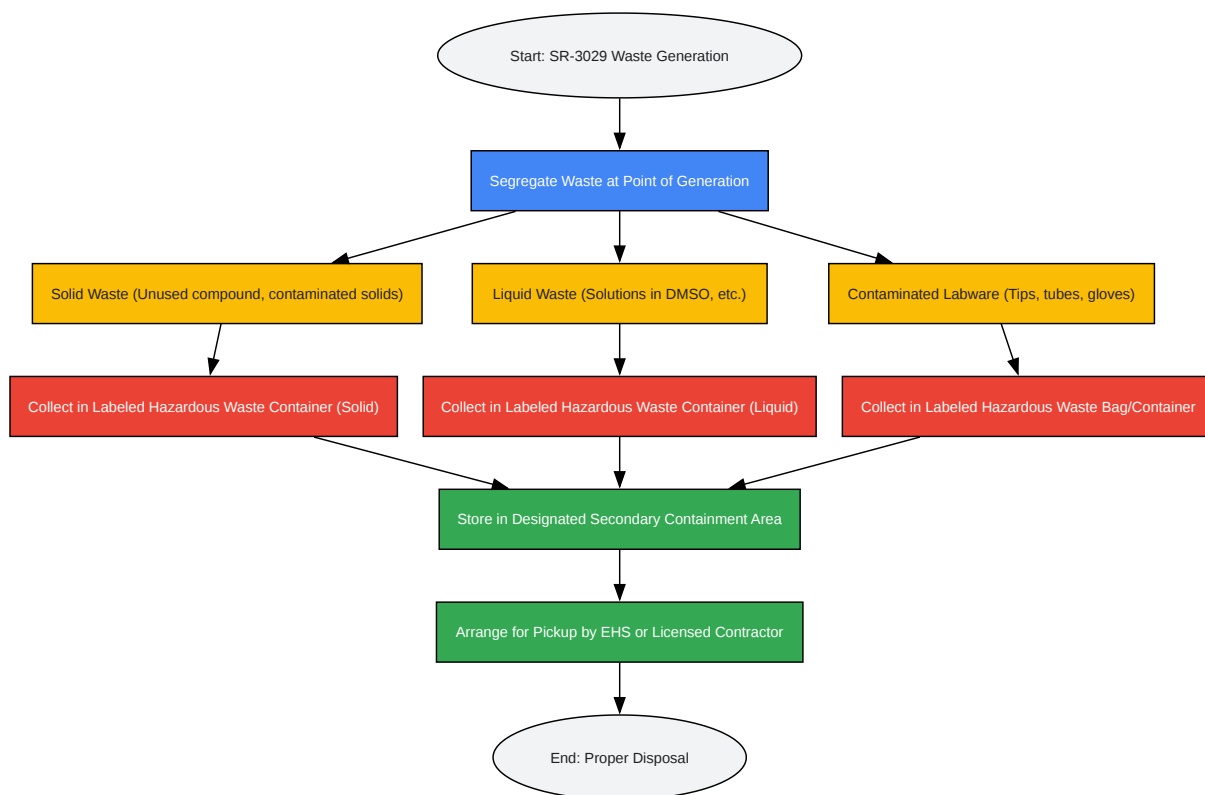 Start: SR-3029 Waste Generation
Segregate Waste at Point of Generation
Solid Waste (Unused compound, contaminated solids)
Liquid Waste (Solutions in DMSO, etc.)
Contaminated Labware (Tips, tubes, gloves)
Collect in Labeled Hazardous Waste Container (Solid)
Collect in Labeled Hazardous Waste Container (Liquid)
Collect in Labeled Hazardous Waste Bag/Container
Store in Designated Secondary Containment Area
Arrange for Pickup by EHS or Licensed Contractor
End: Proper Disposal